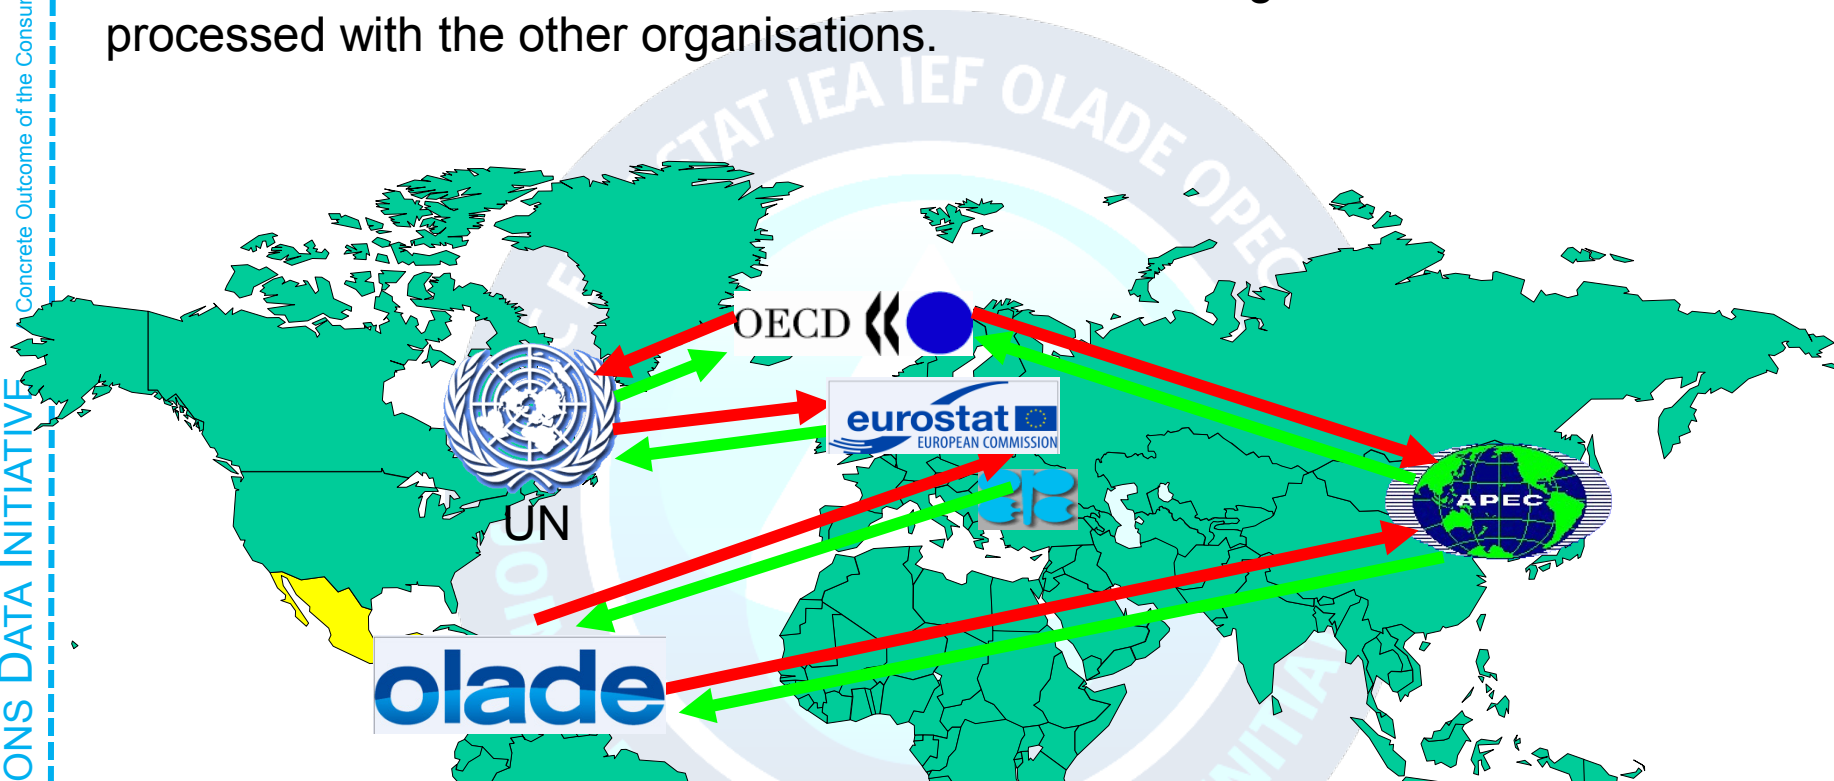 processed with the other organisations.
STAT IEA IEF OLADE OPEC
OECD
eurostat
EUROPEAN COMMISSION
APEC
UN
olade
Concrete Outcome of the
ONS DATA INITIATIVE